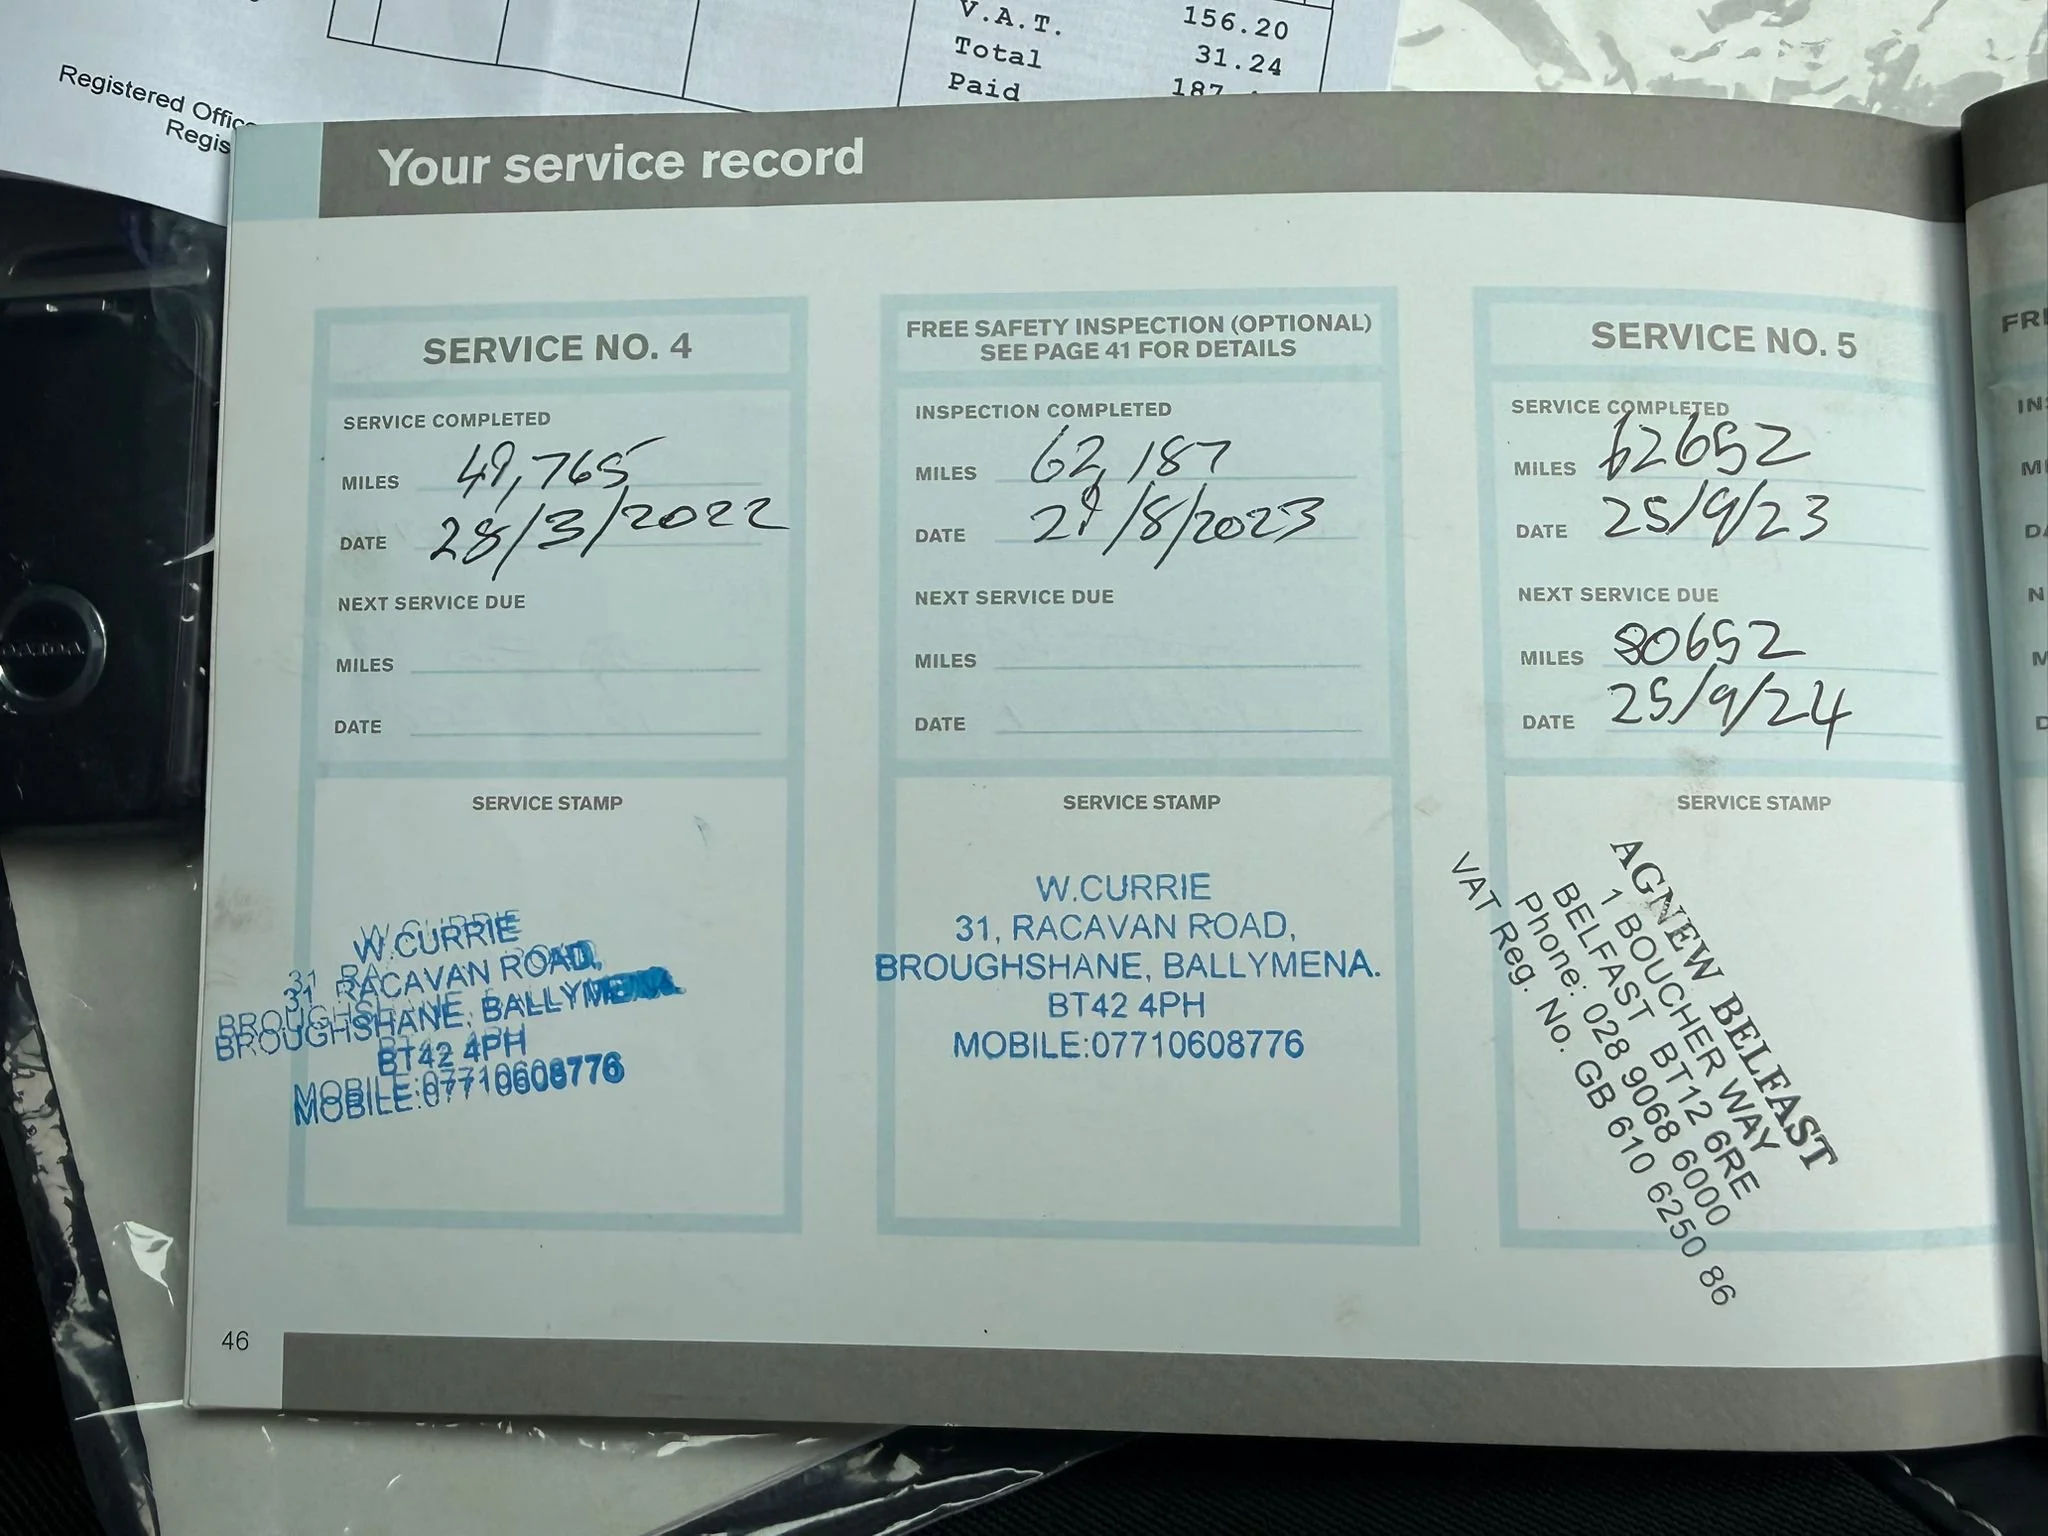 V.A.T. 156.20
Total 31.24
Paid 187
Registered Office
Regis
Your service record
SERVICE NO. 4
SERVICE COMPLETED
MILES 49,765
DATE 28/3/2022
NEXT SERVICE DUE
MILES
DATE
SERVICE STAMP
W.CURRIE
31, RACAVAN ROAD,
BROUGHSHANE, BALLYMENA.
BT42 4PH
MOBILE:07710608776
FREE SAFETY INSPECTION (OPTIONAL)
SEE PAGE 41 FOR DETAILS
INSPECTION COMPLETED
MILES 62,187
DATE 29/8/2023
NEXT SERVICE DUE
MILES
DATE
SERVICE STAMP
W.CURRIE
31, RACAVAN ROAD,
BROUGHSHANE, BALLYMENA.
BT42 4PH
MOBILE:07710608776
SERVICE NO. 5
SERVICE COMPLETED
MILES 62652
DATE 25/9/23
NEXT SERVICE DUE
MILES 80652
DATE 25/9/24
SERVICE STAMP
AGNEW BELFAST
1 BOUCHER WAY
BELFAST BT12 6RE
Phone: 028 9068 6000
VAT Reg. No. GB 610 6250 86
46
VOLVO